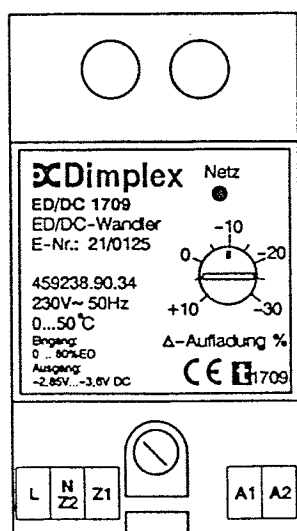 Dimplex
ED/DC 1709
ED/DC-Wandler
E-Nr.: 21/0125
459238.90.34
230V~ 50Hz
0...50°C
Eingang:
0 ... 80%ED
Ausgang:
-2,85V...-3,6V DC
Netz
-10
0
-20
+10
-30
Δ-Aufladung %
CE t 1709
L
N
Z2
Z1
A1
A2